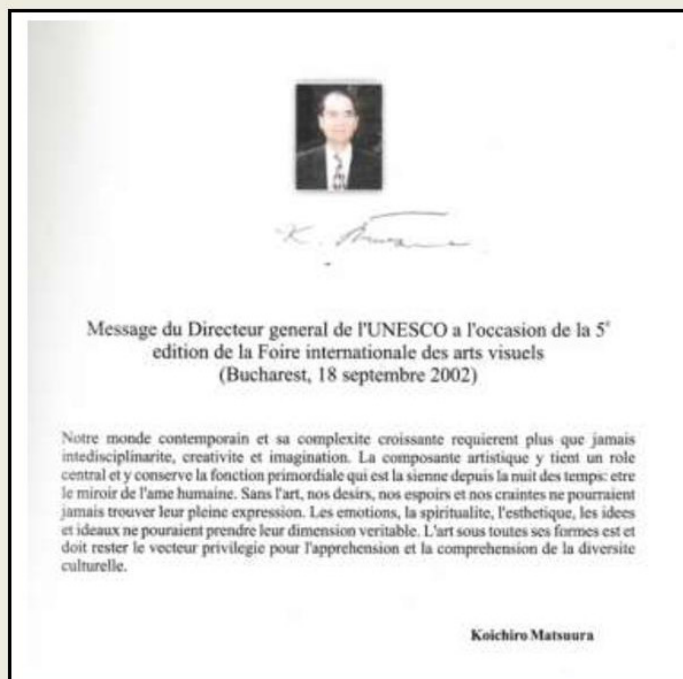 Message du Directeur general de l'UNESCO a l'occasion de la 5e
edition de la Foire internationale des arts visuels
(Bucharest, 18 septembre 2002)
Notre monde contemporain et sa complexite croissante requierent plus que jamais
intedisciplinarite, creativite et imagination. La composante artistique y tient un role
central et y conserve la fonction primordiale qui est la sienne depuis la nuit des temps: etre
le miroir de l'ame humaine. Sans l'art, nos desirs, nos espoirs et nos craintes ne pourraient
jamais trouver leur pleine expression. Les emotions, la spiritualite, l'esthetique, les idees
et ideaux ne pouraient prendre leur dimension veritable. L'art sous toutes ses formes est et
doit rester le vecteur privilegie pour l'apprehension et la comprehension de la diversite
culturelle.
Koichiro Matsuura